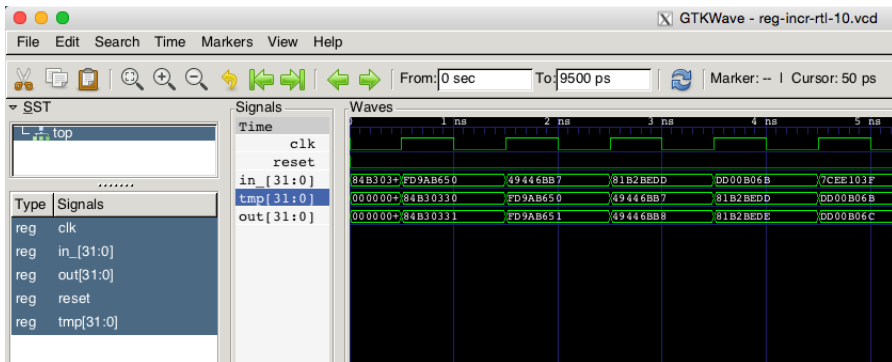 GTKWave - reg-incr-rtl-10.vcd
File Edit Search Time Markers View Help
From: 0 sec To: 9500 ps Marker: -- | Cursor: 50 ps
SST
top
Type Signals
reg clk
reg in_[31:0]
reg out[31:0]
reg reset
reg tmp[31:0]
Signals
Time
clk
reset
in_[31:0]
tmp[31:0]
out[31:0]
Waves
1 ns 2 ns 3 ns 4 ns 5 ns
84B303+ FD9AB650 49446BB7 81B2BEDD DD00B06B 7CEE103F
000000+ 84B30330 FD9AB650 49446BB7 81B2BEDD DD00B06B
000000+ 84B30331 FD9AB651 49446BB8 81B2BEDE DD00B06C